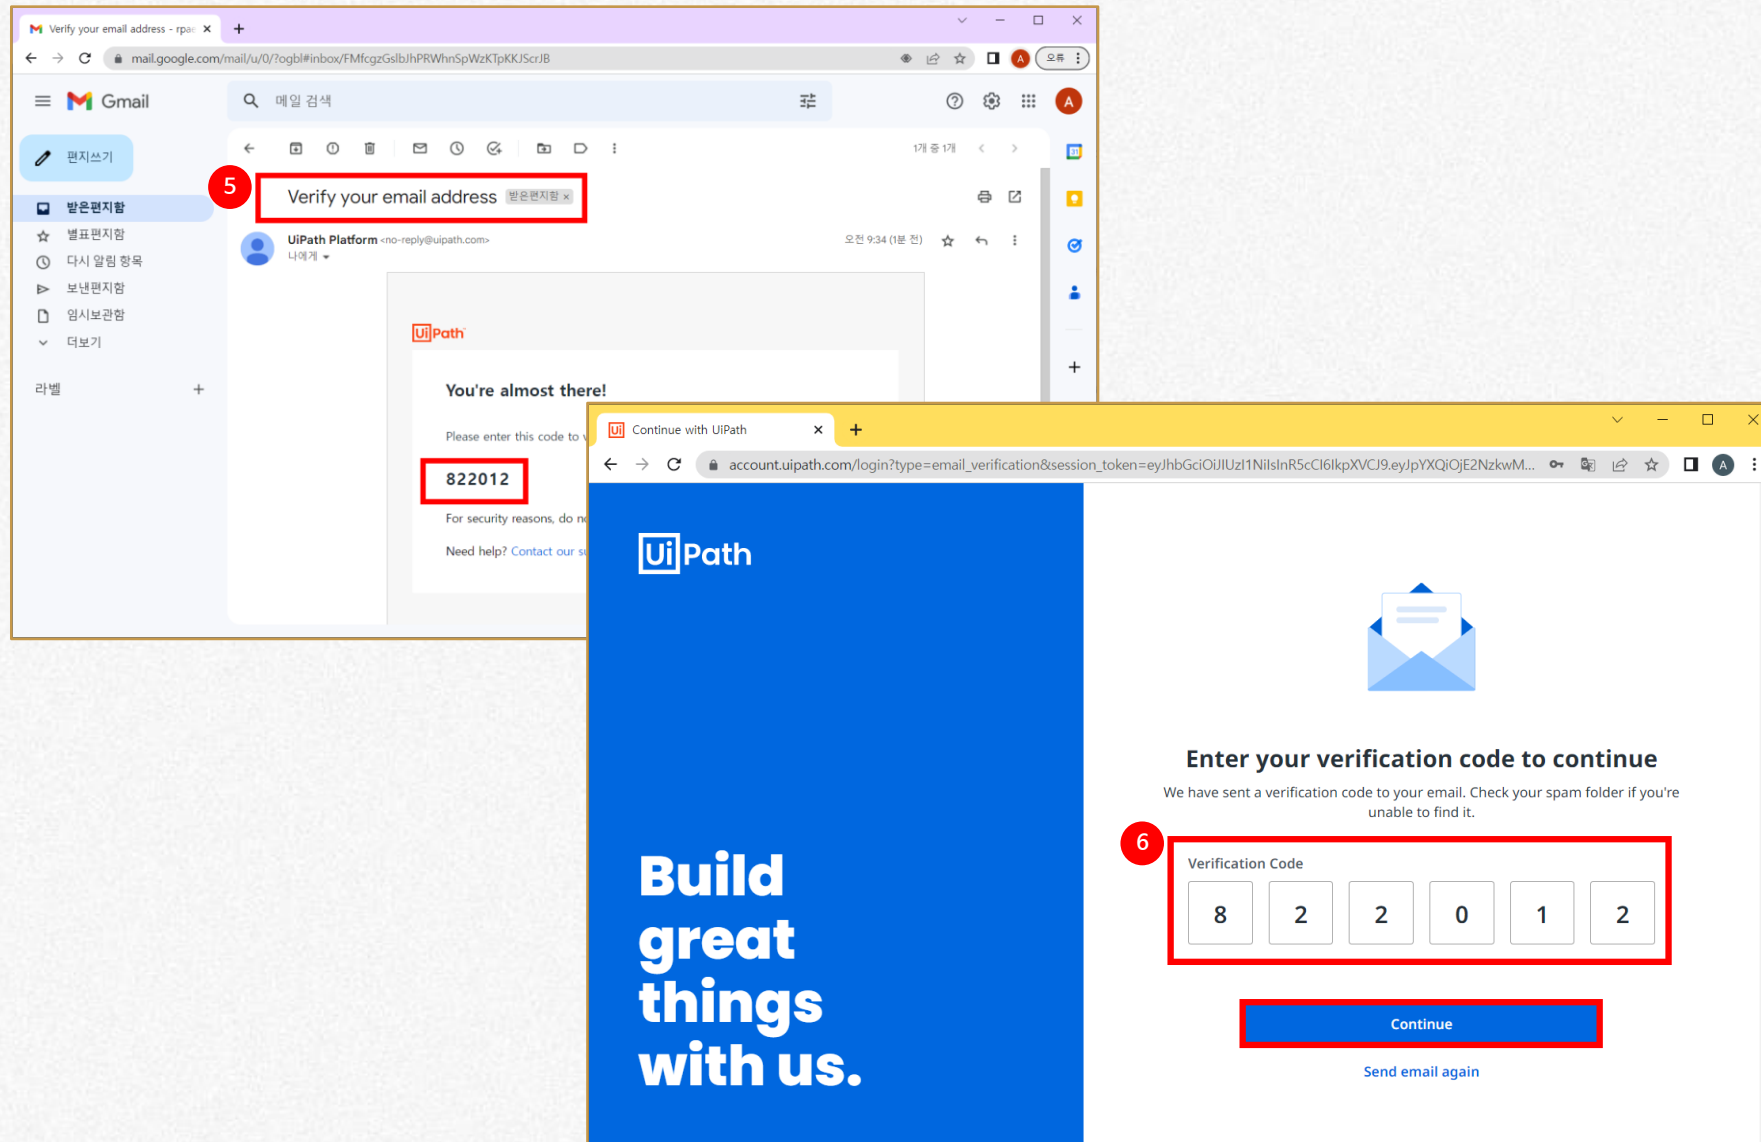 Verify your email address - rpae
mail.google.com/mail/u/0/?ogbl#inbox/FMfcgzGslbJhPRWhnSpWzKTpKKJScrJB
A
오류
Gmail
메일 검색
A
편지쓰기
1개 중 1개
31
5
Verify your email address 받은편지함 ×
받은편지함
별표편지함
다시 알림 항목
보낸편지함
임시보관함
더보기
라벨
UiPath Platform <no-reply@uipath.com>
오전 9:34 (1분 전)
나에게
UiPath
You're almost there!
Please enter this code to
822012
For security reasons, do
Need help? Contact our
Continue with UiPath
account.uipath.com/login?type=email_verification&session_token=eyJhbGciOiJIUzI1NiIsInR5cCI6IkpXVCJ9.eyJpYXQiOjE2NzkwM...
A
UiPath
Build
great
things
with us.
Enter your verification code to continue
We have sent a verification code to your email. Check your spam folder if you're
unable to find it.
6
Verification Code
8 2 2 0 1 2
Continue
Send email again